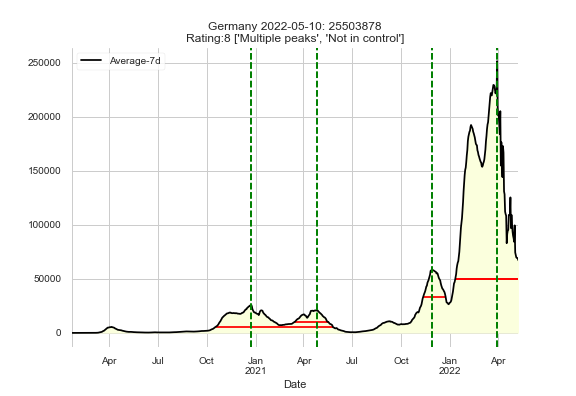 Germany 2022-05-10: 25503878
Rating:8 ['Multiple peaks', 'Not in control']
Average-7d
250000
200000
150000
100000
50000
0
Apr Jul Oct Jan Apr Jul Oct Jan Apr
2021 2022
Date